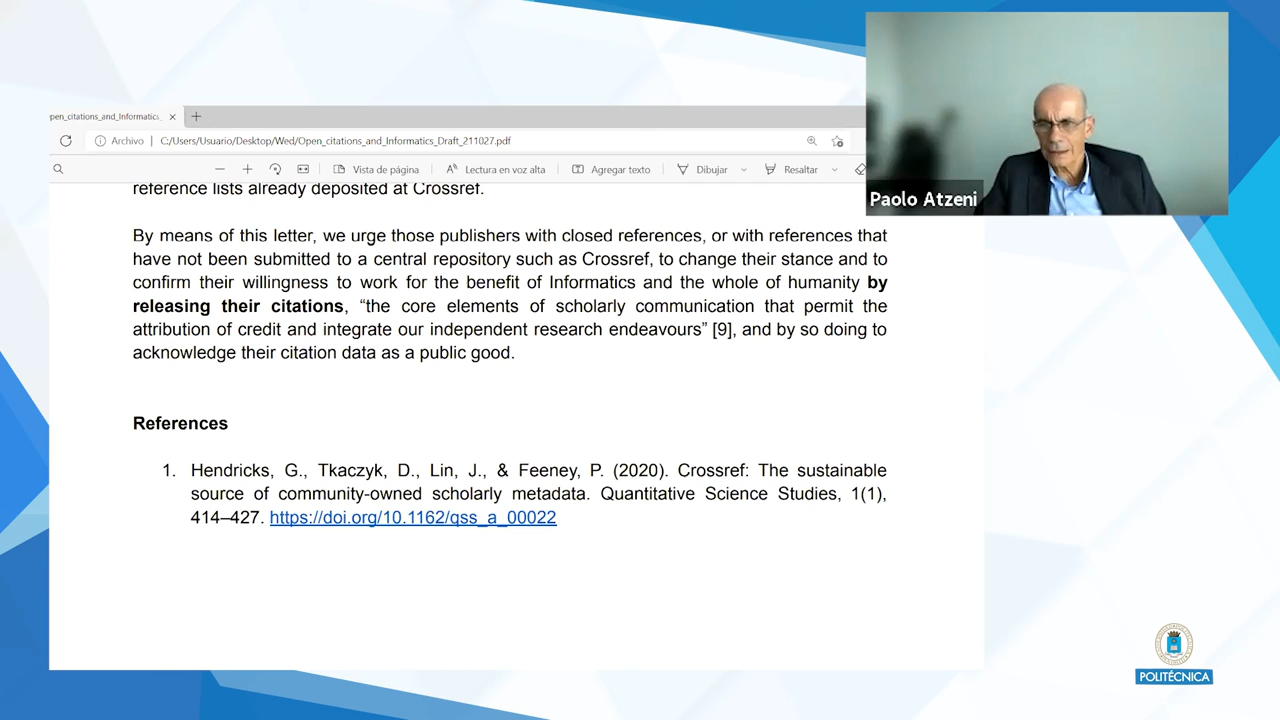 pen_citations_and_Informatics_
Archivo | C:/Users/Usuario/Desktop/Wed/Open_citations_and_Informatics_Draft_211027.pdf
Vista de página | Lectura en voz alta | Agregar texto | Dibujar Resaltar
reference lists already deposited at Crossref.
By means of this letter, we urge those publishers with closed references, or with references that
have not been submitted to a central repository such as Crossref, to change their stance and to
confirm their willingness to work for the benefit of Informatics and the whole of humanity by
releasing their citations, “the core elements of scholarly communication that permit the
attribution of credit and integrate our independent research endeavours” [9], and by so doing to
acknowledge their citation data as a public good.
References
1. Hendricks, G., Tkaczyk, D., Lin, J., & Feeney, P. (2020). Crossref: The sustainable
source of community-owned scholarly metadata. Quantitative Science Studies, 1(1),
414–427. https://doi.org/10.1162/qss_a_00022
Paolo Atzeni
POLITÉCNICA